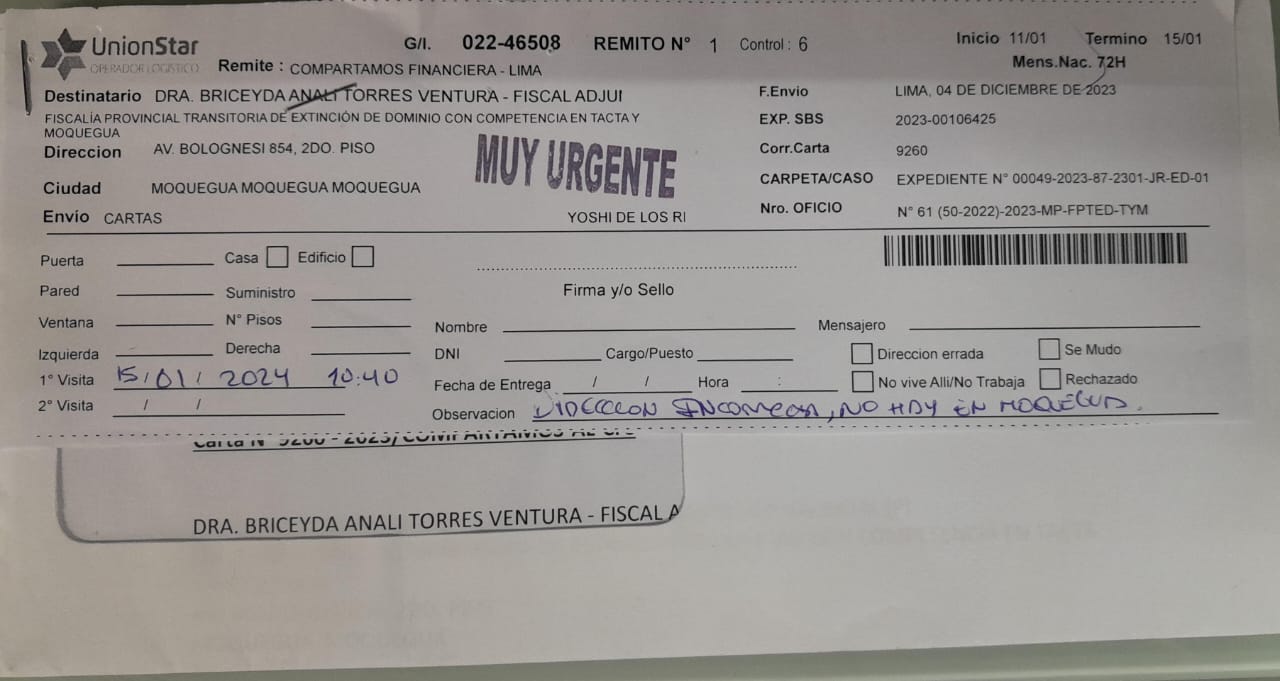 UnionStar
OPERADOR LOGISTICO
G/I. 022-46508 REMITO N° 1 Control : 6
Inicio 11/01 Termino 15/01
Mens.Nac. 72H
Remite : COMPARTAMOS FINANCIERA - LIMA
Destinatario DRA. BRICEYDA ANALI TORRES VENTURA - FISCAL ADJUI
F.Envio LIMA, 04 DE DICIEMBRE DE 2023
FISCALÍA PROVINCIAL TRANSITORIA DE EXTINCIÓN DE DOMINIO CON COMPETENCIA EN TACTA Y
MOQUEGUA
EXP. SBS 2023-00106425
Direccion AV. BOLOGNESI 854, 2DO. PISO
MUY URGENTE
Corr.Carta 9260
CARPETA/CASO EXPEDIENTE N° 00049-2023-87-2301-JR-ED-01
Ciudad MOQUEGUA MOQUEGUA MOQUEGUA
Nro. OFICIO N° 61 (50-2022)-2023-MP-FPTED-TYM
Envío CARTAS
YOSHI DE LOS RI
Puerta Casa Edificio
Pared Suministro
Firma y/o Sello
Ventana N° Pisos
Nombre Mensajero
Izquierda Derecha
DNI Cargo/Puesto
Direccion errada Se Mudo
1° Visita 15/01/ 2024 10:40
Fecha de Entrega / / Hora :
No vive Alli/No Trabaja Rechazado
2° Visita / /
Observacion DIRECCION INCORRECTA, NO HAY EN MOQUEGUA.
Carta N° 9260 - 2023/COMPARTAMOS
DRA. BRICEYDA ANALI TORRES VENTURA - FISCAL A